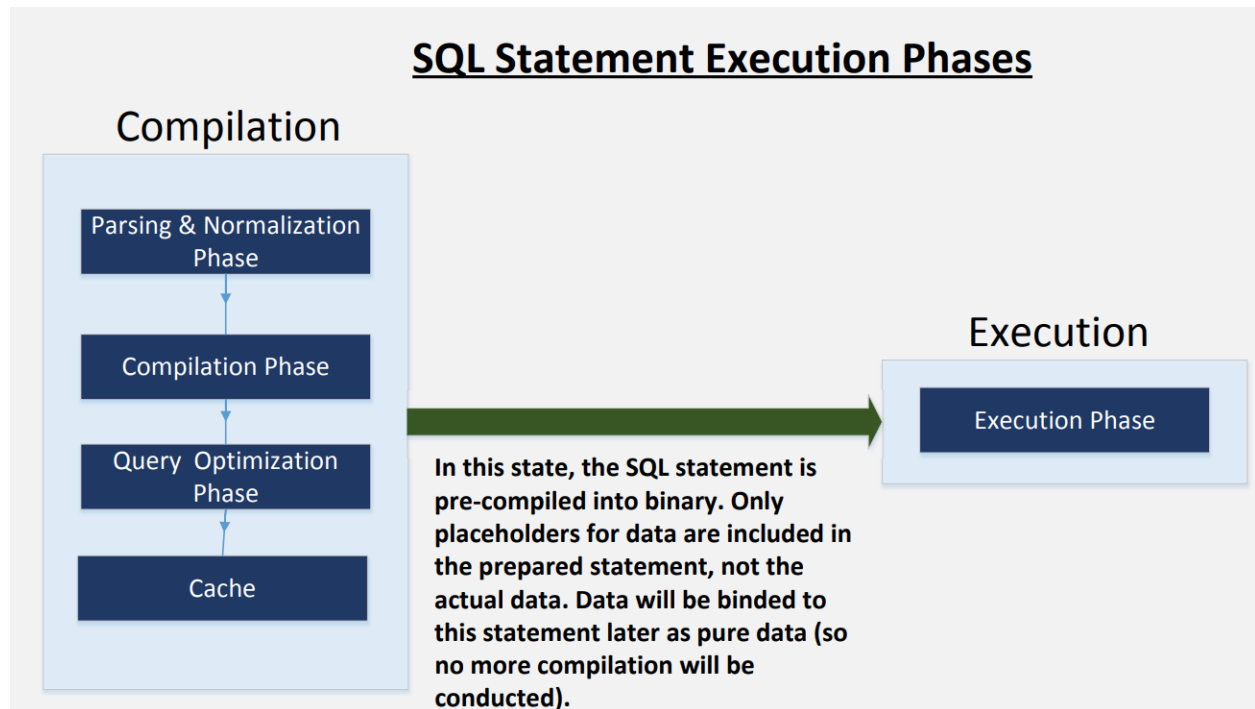 SQL Statement Execution Phases
Compilation
Parsing & Normalization
Phase
Compilation Phase
Query Optimization
Phase
Cache
In this state, the SQL statement is
pre-compiled into binary. Only
placeholders for data are included in
the prepared statement, not the
actual data. Data will be binded to
this statement later as pure data (so
no more compilation will be
conducted).
Execution
Execution Phase